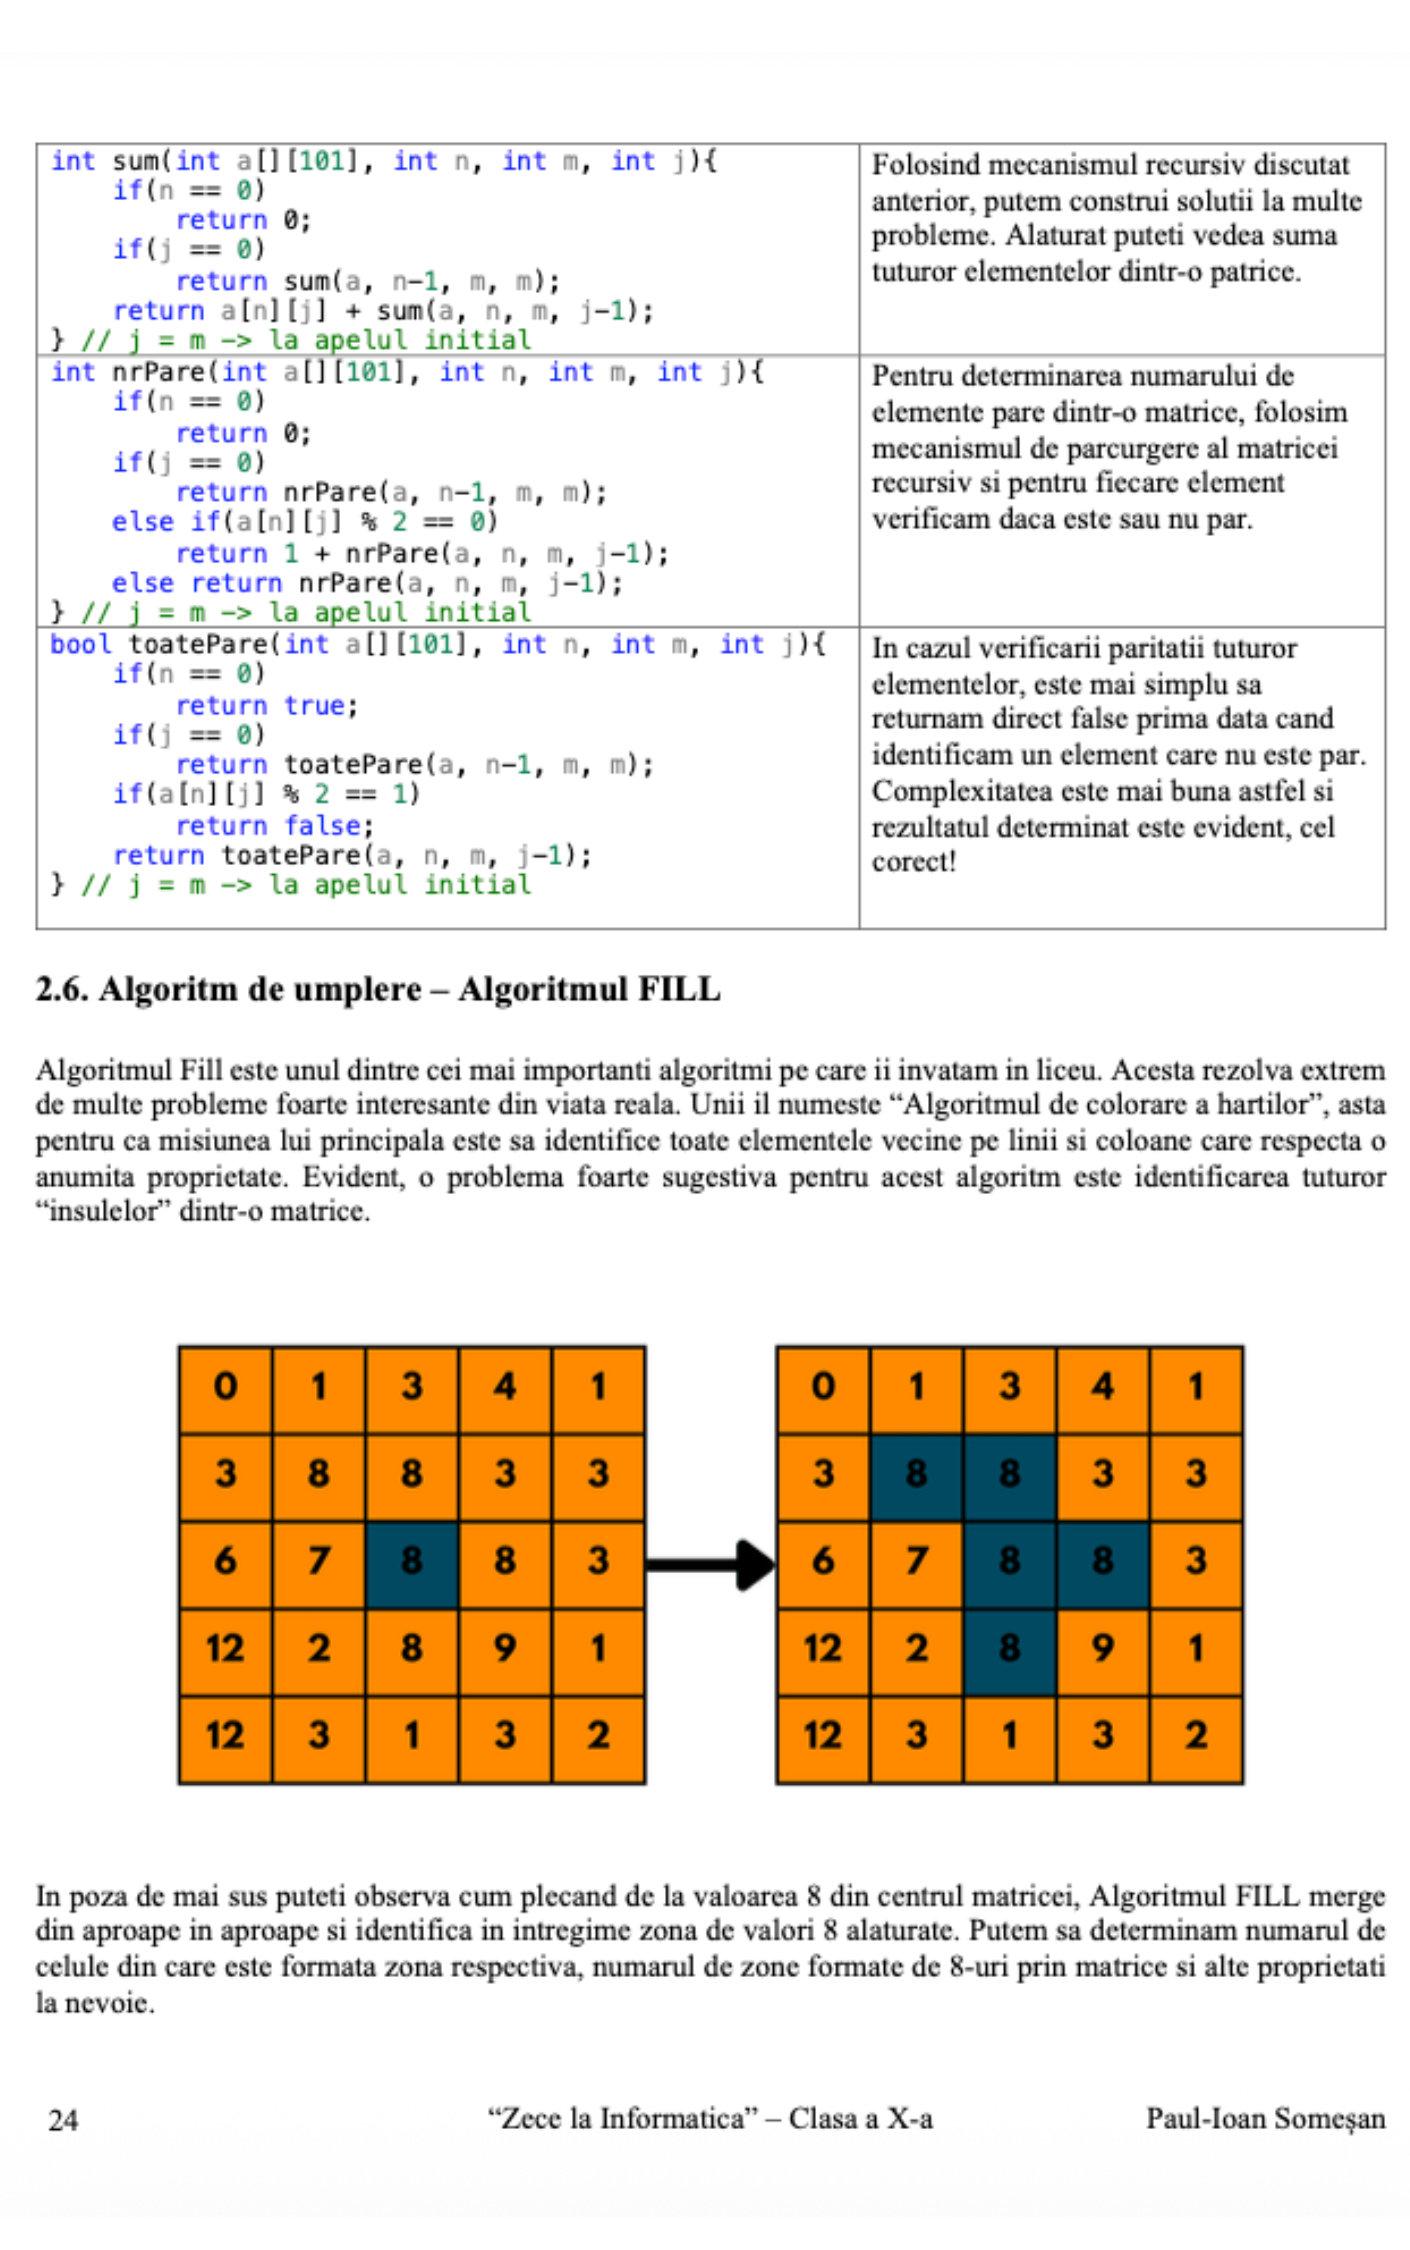 int sum(int a[][101], int n, int m, int j){
    if(n == 0)
        return 0;
    if(j == 0)
        return sum(a, n-1, m, m);
    return a[n][j] + sum(a, n, m, j-1);
} // j = m -> la apelul initial
Folosind mecanismul recursiv discutat
anterior, putem construi solutii la multe
probleme. Alaturat puteti vedea suma
tuturor elementelor dintr-o patrice.
int nrPare(int a[][101], int n, int m, int j){
    if(n == 0)
        return 0;
    if(j == 0)
        return nrPare(a, n-1, m, m);
    else if(a[n][j] % 2 == 0)
        return 1 + nrPare(a, n, m, j-1);
    else return nrPare(a, n, m, j-1);
} // j = m -> la apelul initial
Pentru determinarea numarului de
elemente pare dintr-o matrice, folosim
mecanismul de parcurgere al matricei
recursiv si pentru fiecare element
verificam daca este sau nu par.
bool toatePare(int a[][101], int n, int m, int j){
    if(n == 0)
        return true;
    if(j == 0)
        return toatePare(a, n-1, m, m);
    if(a[n][j] % 2 == 1)
        return false;
    return toatePare(a, n, m, j-1);
} // j = m -> la apelul initial
In cazul verificarii paritatii tuturor
elementelor, este mai simplu sa
returnam direct false prima data cand
identificam un element care nu este par.
Complexitatea este mai buna astfel si
rezultatul determinat este evident, cel
corect!
2.6. Algoritm de umplere – Algoritmul FILL
Algoritmul Fill este unul dintre cei mai importanti algoritmi pe care ii invatam in liceu. Acesta rezolva extrem
de multe probleme foarte interesante din viata reala. Unii il numeste “Algoritmul de colorare a hartilor”, asta
pentru ca misiunea lui principala este sa identifice toate elementele vecine pe linii si coloane care respecta o
anumita proprietate. Evident, o problema foarte sugestiva pentru acest algoritm este identificarea tuturor
“insulelor” dintr-o matrice.
0 1 3 4 1
3 8 8 3 3
6 7 8 8 3
12 2 8 9 1
12 3 1 3 2
0 1 3 4 1
3 8 8 3 3
6 7 8 8 3
12 2 8 9 1
12 3 1 3 2
In poza de mai sus puteti observa cum plecand de la valoarea 8 din centrul matricei, Algoritmul FILL merge
din aproape in aproape si identifica in intregime zona de valori 8 alaturate. Putem sa determinam numarul de
celule din care este formata zona respectiva, numarul de zone formate de 8-uri prin matrice si alte proprietati
la nevoie.
24 “Zece la Informatica” – Clasa a X-a Paul-Ioan Someșan